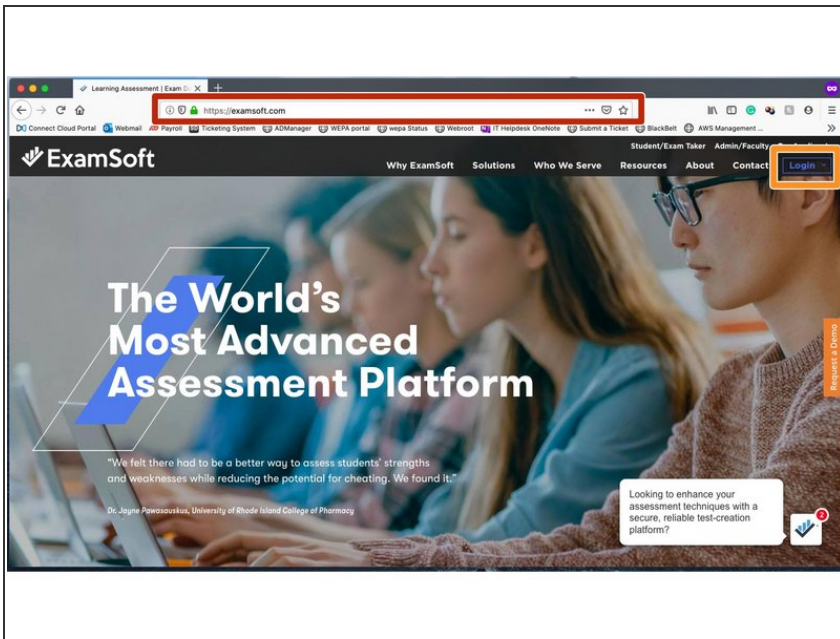 Learning Assessment | Exam D
https://examsoft.com
Connect Cloud Portal Webmail Payroll Ticketing System ADManager WEPA portal wepa Status Webroot IT Helpdesk OneNote Submit a Ticket BlackBelt AWS Management ...
Student/Exam Taker Admin/Faculty
ExamSoft
Why ExamSoft Solutions Who We Serve Resources About Contact Login
The World's
Most Advanced
Assessment Platform
Request a Demo
"We felt there had to be a better way to assess students' strengths
and weaknesses while reducing the potential for cheating. We found it."
Dr. Jayne Pawasauskus, University of Rhode Island College of Pharmacy
Looking to enhance your
assessment techniques with a
secure, reliable test-creation
platform?
2